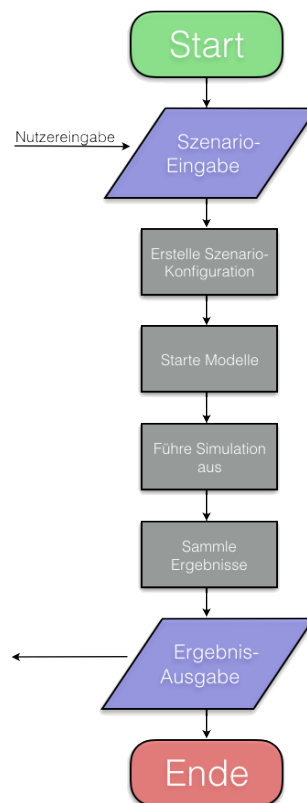 Start
Nutzereingabe
Szenario-
Eingabe
Erstelle Szenario-
Konfiguration
Starte Modelle
Führe Simulation
aus
Sammle
Ergebnisse
Ergebnis-
Ausgabe
Ende